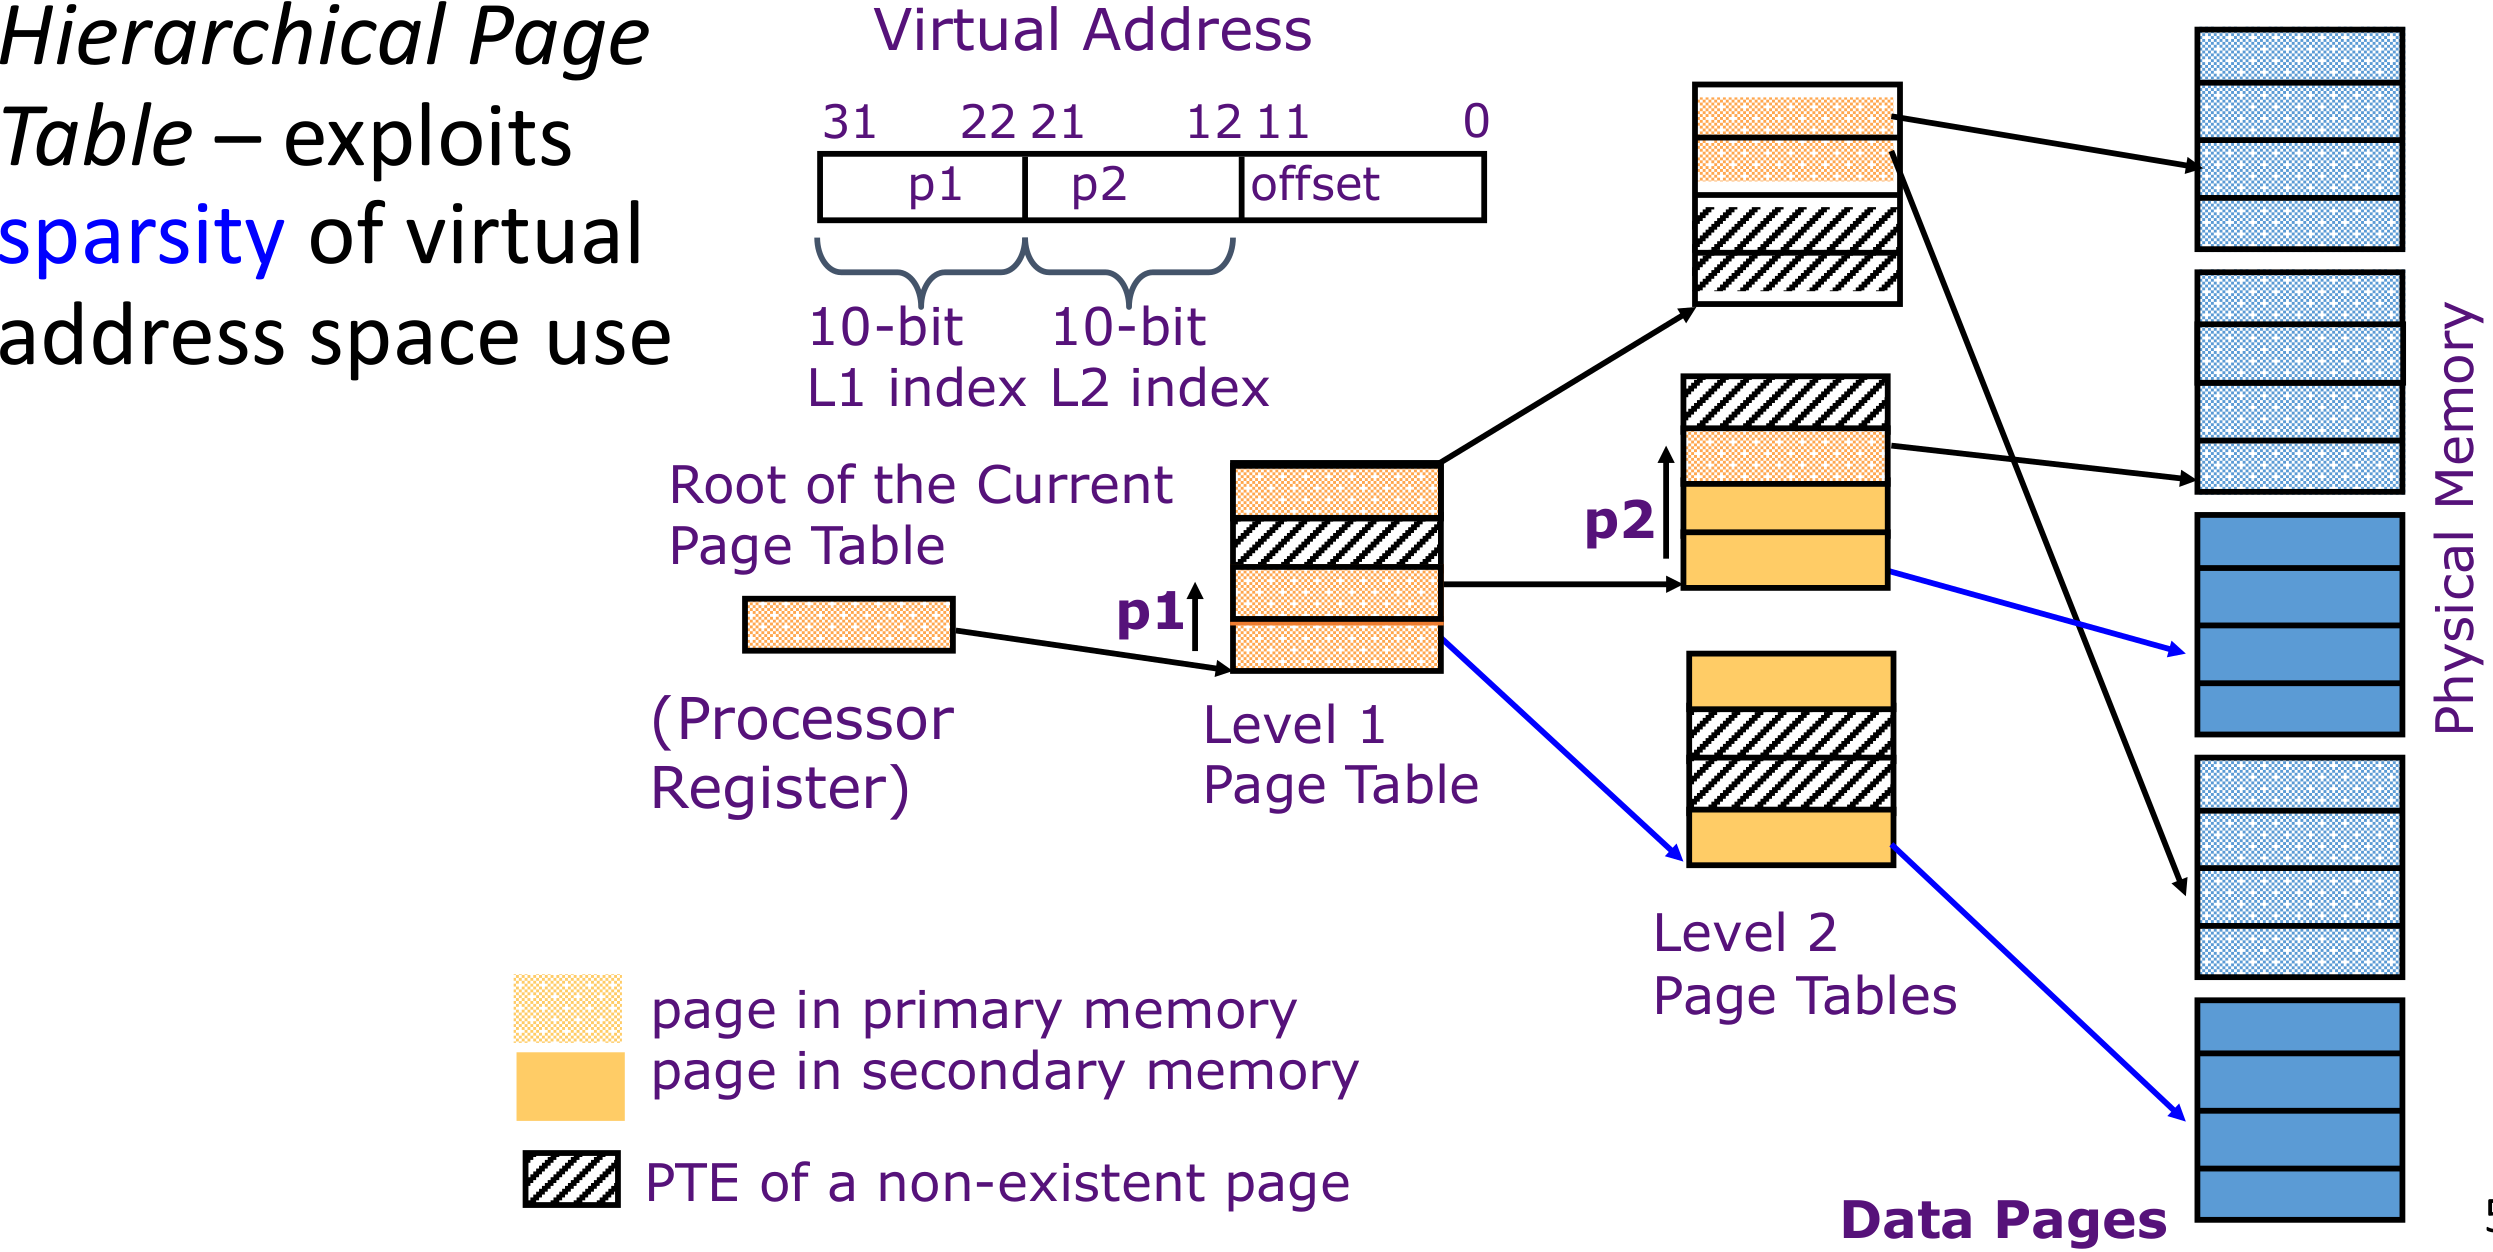 Hierarchical Page
Table – exploits
sparsity of virtual
address space use
Virtual Address
31 22 21 12 11 0
p1 p2 offset
10-bit 10-bit
L1 index L2 index
Root of the Current
Page Table
p1
p2
(Processor
Register)
Level 1
Page Table
Level 2
Page Tables
Physical Memory
page in primary memory
page in secondary memory
PTE of a non-existent page
Data Pages